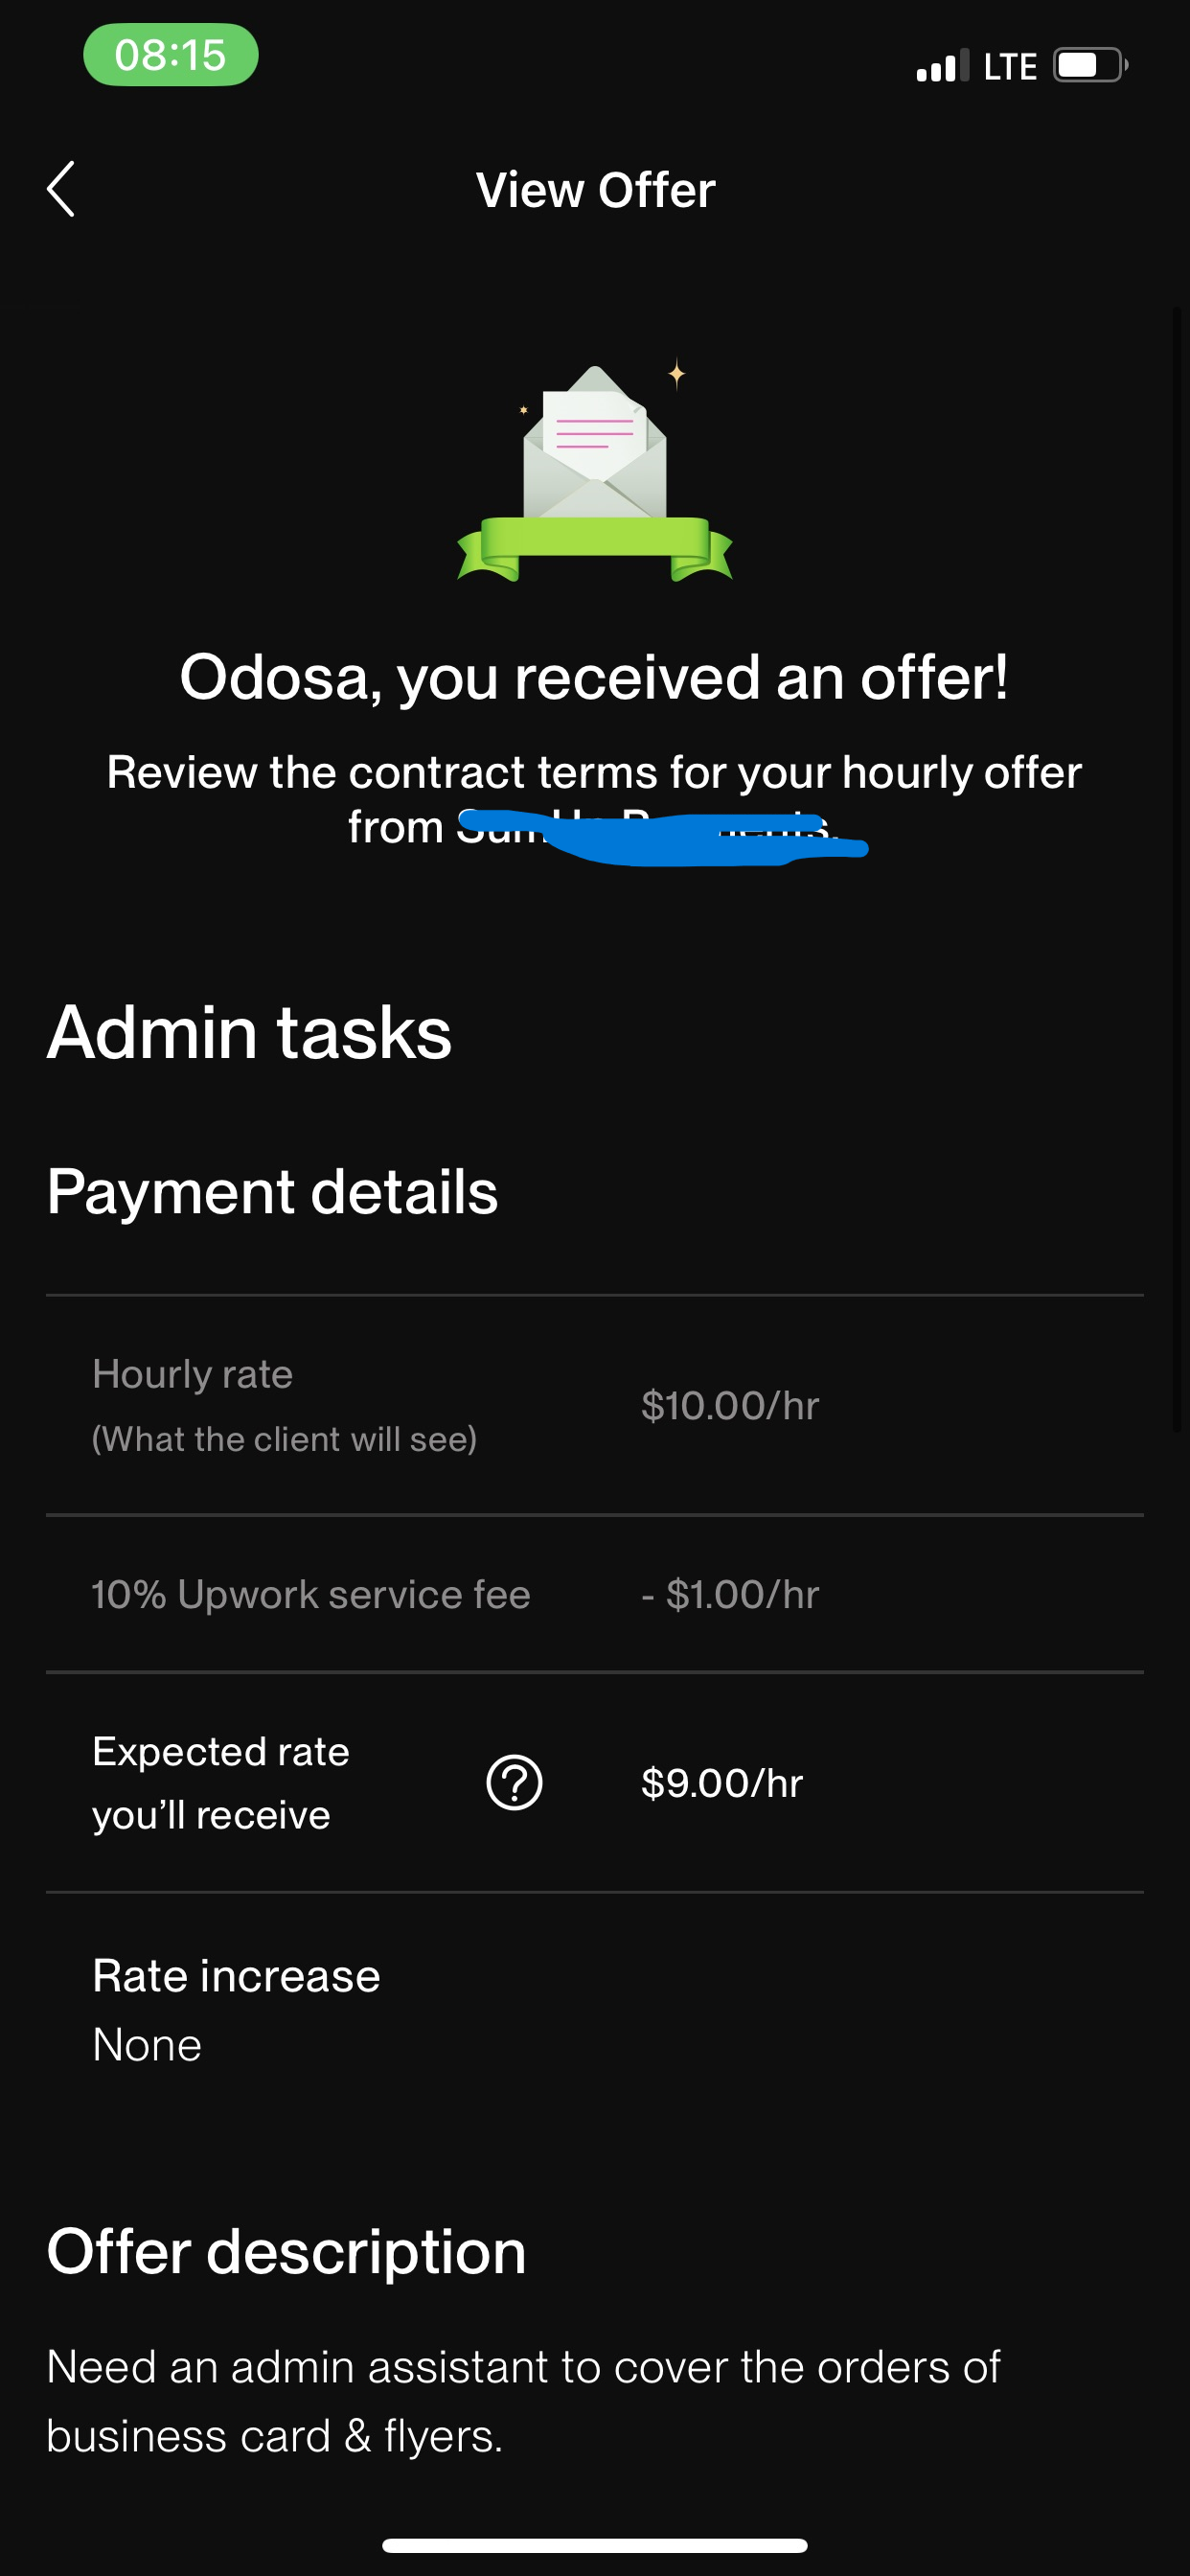 08:15
LTE
View Offer
Odosa, you received an offer!
Review the contract terms for your hourly offer
from
Admin tasks
Payment details
Hourly rate
(What the client will see)
$10.00/hr
10% Upwork service fee
- $1.00/hr
Expected rate
you’ll receive
?
$9.00/hr
Rate increase
None
Offer description
Need an admin assistant to cover the orders of
business card & flyers.